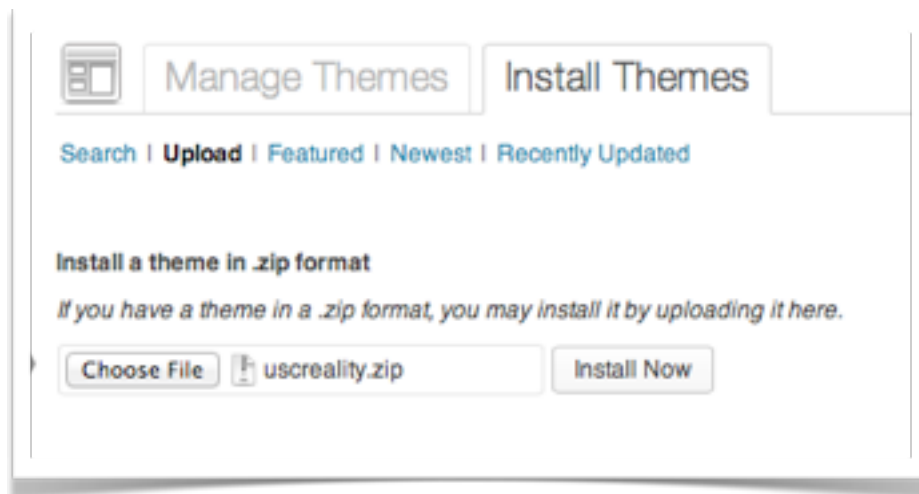 Manage Themes Install Themes
Search | Upload | Featured | Newest | Recently Updated
Install a theme in .zip format
If you have a theme in a .zip format, you may install it by uploading it here.
Choose File uscreality.zip Install Now